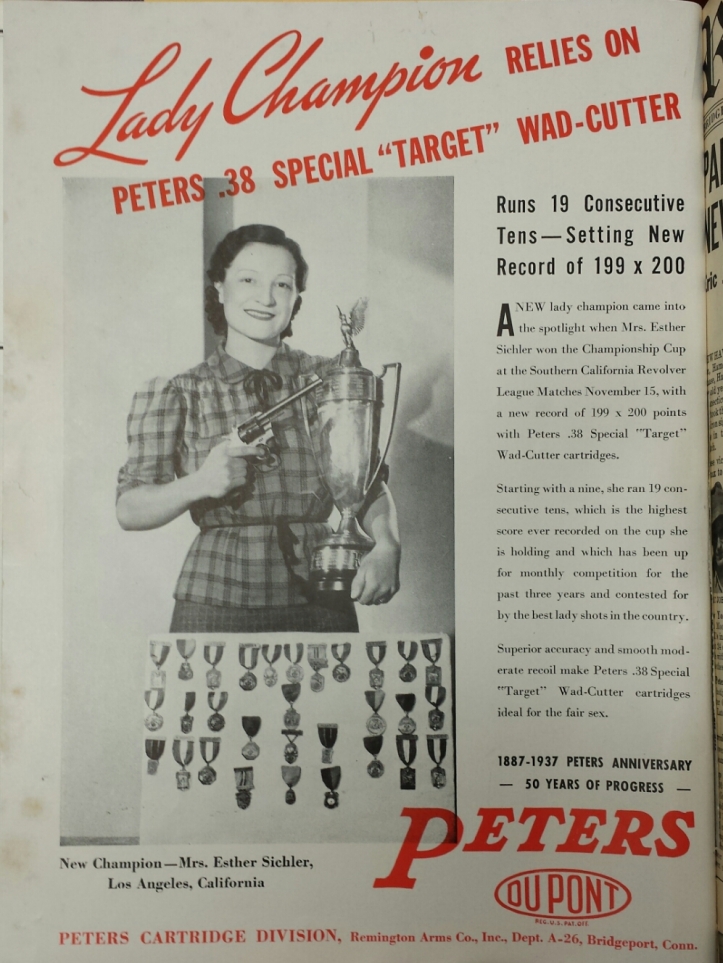 Lady Champion RELIES ON
PETERS .38 SPECIAL "TARGET" WAD-CUTTER
Runs 19 Consecutive
Tens—Setting New
Record of 199 x 200
A NEW lady champion came into
the spotlight when Mrs. Esther
Sichler won the Championship Cup
at the Southern California Revolver
League Matches November 15, with
a new record of 199 x 200 points
with Peters .38 Special "Target"
Wad-Cutter cartridges.
Starting with a nine, she ran 19 con-
secutive tens, which is the highest
score ever recorded on the cup she
is holding and which has been up
for monthly competition for the
past three years and contested for
by the best lady shots in the country.
Superior accuracy and smooth mod-
erate recoil make Peters .38 Special
"Target" Wad-Cutter cartridges
ideal for the fair sex.
1887-1937 PETERS ANNIVERSARY
— 50 YEARS OF PROGRESS —
PETERS
DU PONT
REG. U.S. PAT. OFF.
New Champion—Mrs. Esther Sichler,
Los Angeles, California
PETERS CARTRIDGE DIVISION, Remington Arms Co., Inc., Dept. A-26, Bridgeport, Conn.